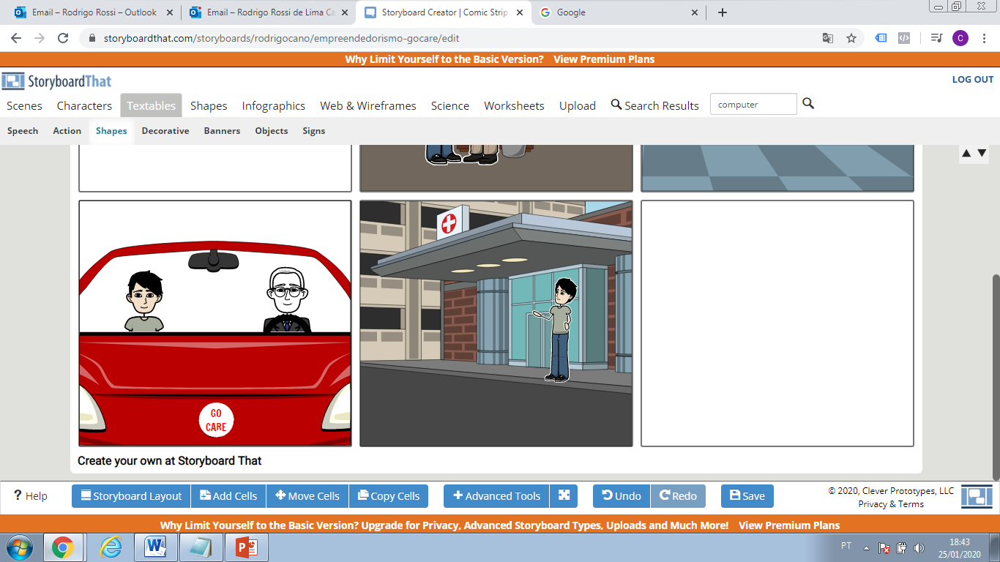 Email – Rodrigo Rossi – Outlook
Email – Rodrigo Rossi de Lima Ca
Storyboard Creator | Comic Strip
Google
storyboardthat.com/storyboards/rodrigocano/empreendedorismo-gocare/edit
C
Why Limit Yourself to the Basic Version? View Premium Plans
StoryboardThat
LOG OUT
Scenes Characters Textables Shapes Infographics Web & Wireframes Science Worksheets Upload Search Results computer
Speech Action Shapes Decorative Banners Objects Signs
GO
CARE
Create your own at Storyboard That
? Help Storyboard Layout Add Cells Move Cells Copy Cells Advanced Tools Undo Redo Save
© 2020, Clever Prototypes, LLC
Privacy & Terms
Why Limit Yourself to the Basic Version? Upgrade for Privacy, Advanced Storyboard Types, Uploads and Much More! View Premium Plans
PT
18:43
25/01/2020